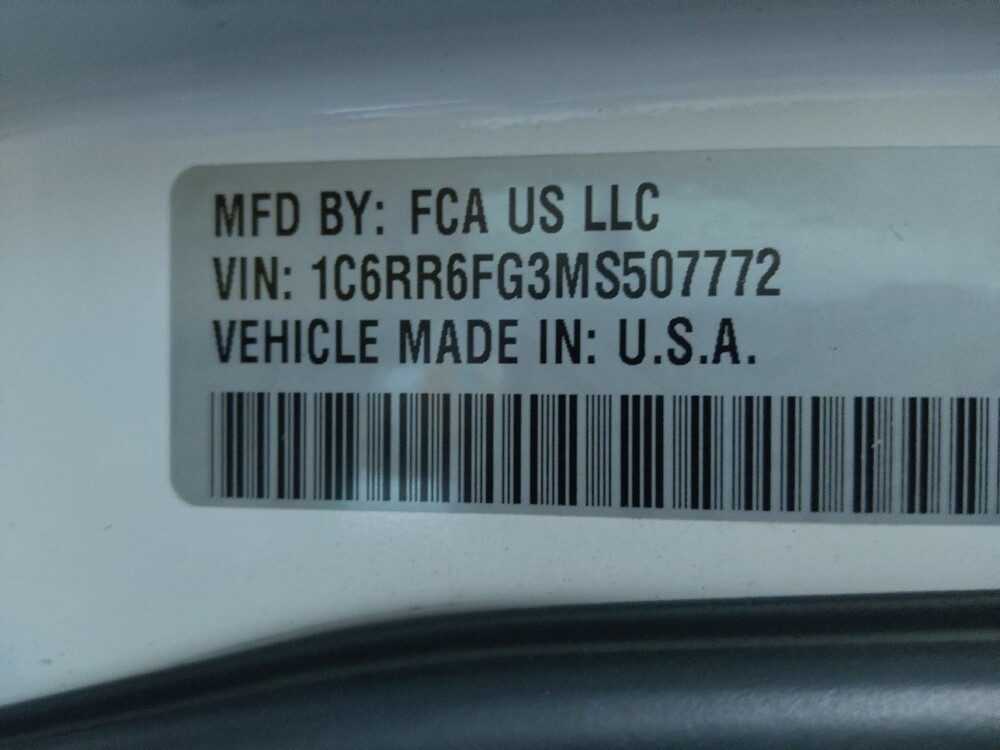 MFD BY: FCA US LLC
VIN: 1C6RR6FG3MS507772
VEHICLE MADE IN: U.S.A.